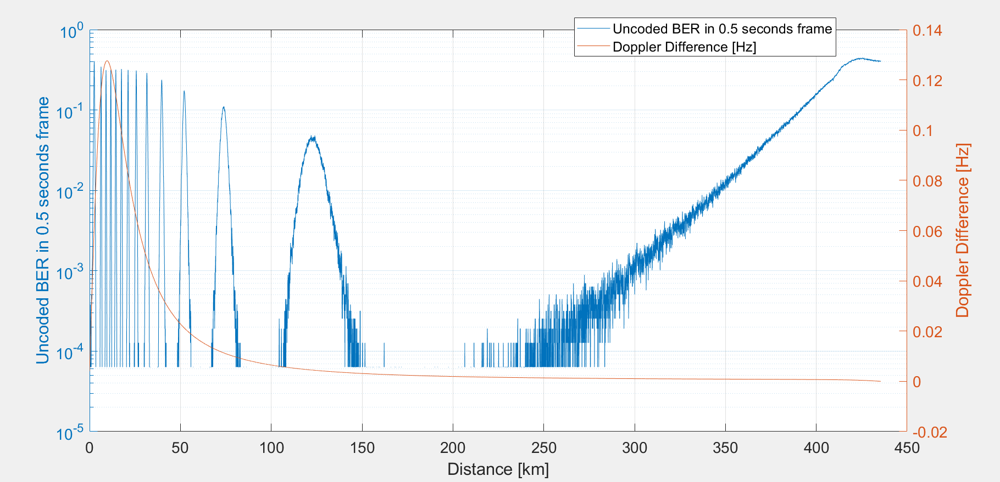 Uncoded BER in 0.5 seconds frame
Doppler Difference [Hz]
10^0
10^-1
10^-2
10^-3
10^-4
10^-5
Uncoded BER in 0.5 seconds frame
0.14
0.12
0.1
0.08
0.06
0.04
0.02
0
-0.02
Doppler Difference [Hz]
0 50 100 150 200 250 300 350 400 450
Distance [km]